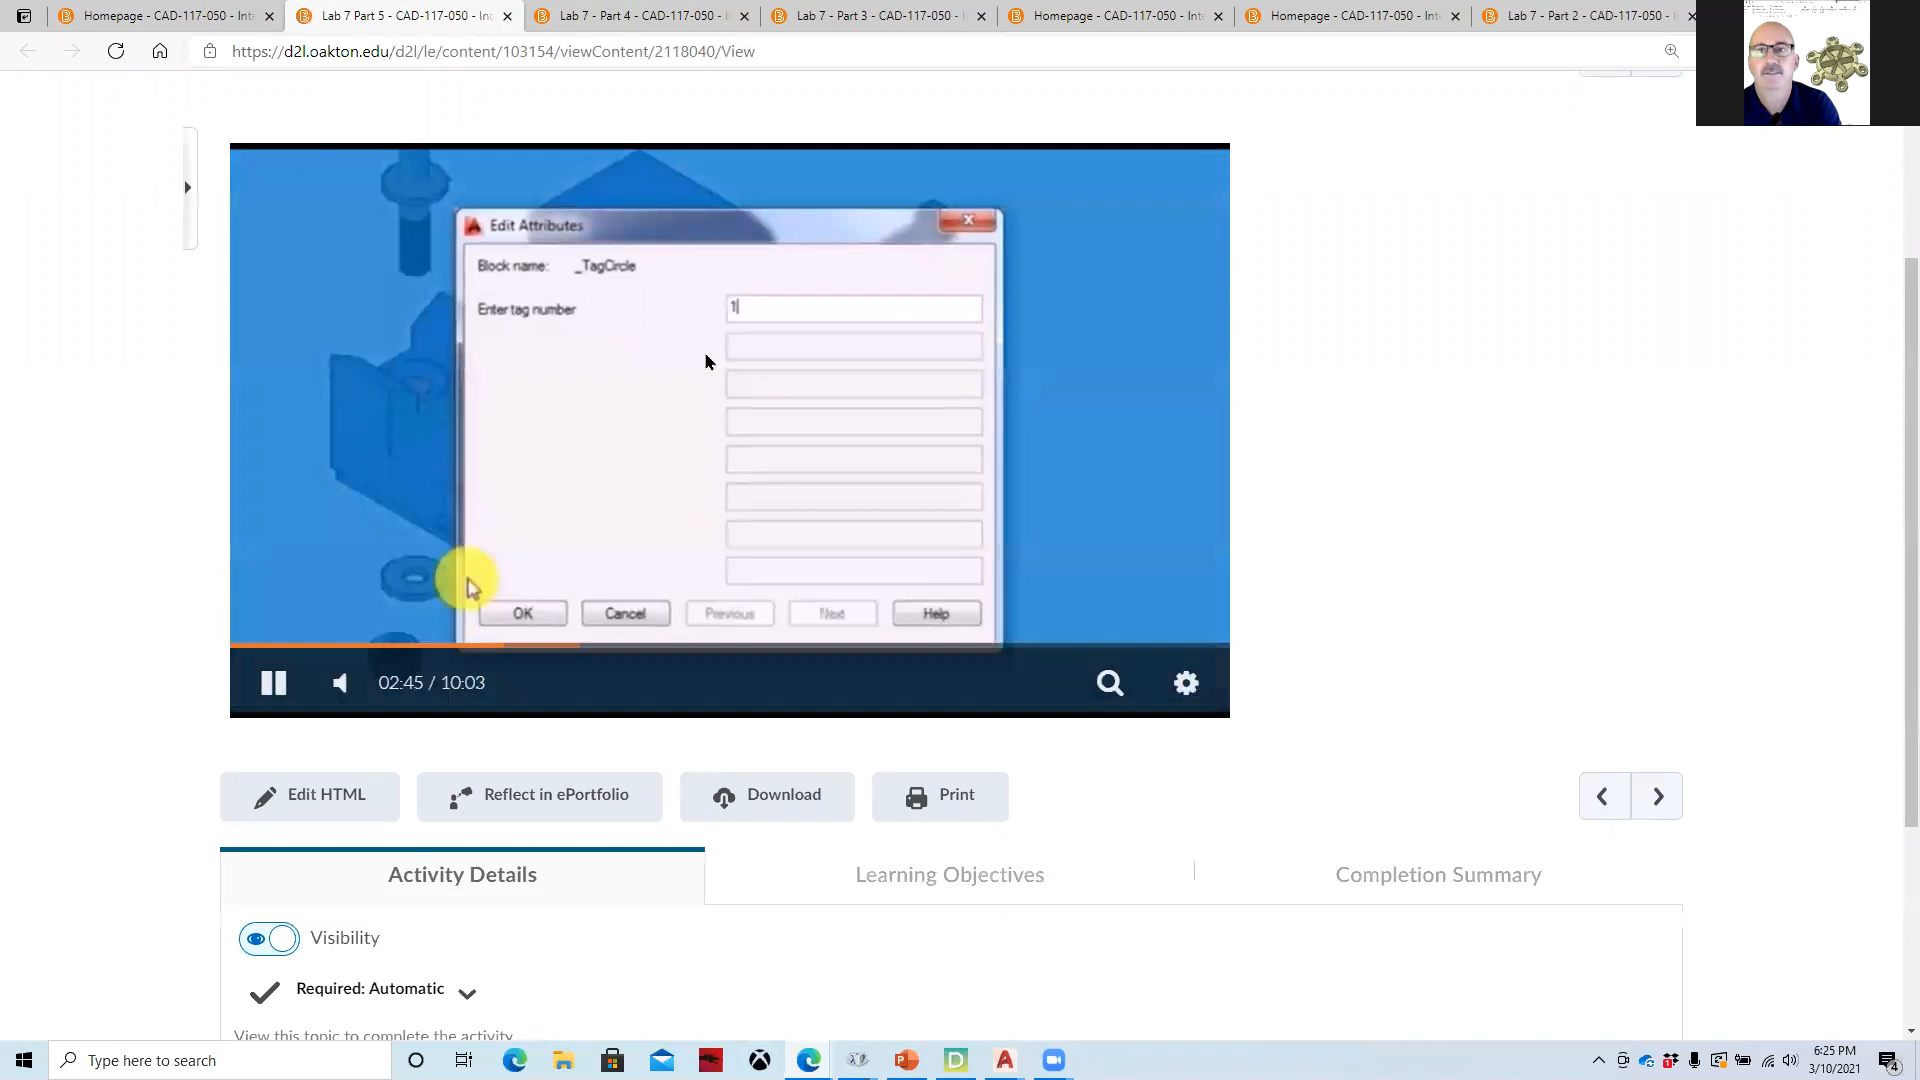 Homepage - CAD-117-050 - Inte
Lab 7 Part 5 - CAD-117-050 - Inc
Lab 7 - Part 4 - CAD-117-050 - I
Lab 7 - Part 3 - CAD-117-050 - I
Homepage - CAD-117-050 - Inte
Homepage - CAD-117-050 - Inte
Lab 7 - Part 2 - CAD-117-050 - I
https://d2l.oakton.edu/d2l/le/content/103154/viewContent/2118040/View
Edit Attributes
Block name: _TagCircle
Enter tag number
1
OK
Cancel
Previous
Next
Help
02:45 / 10:03
Edit HTML
Reflect in ePortfolio
Download
Print
Activity Details
Learning Objectives
Completion Summary
Visibility
Required: Automatic
View this topic to complete the activity
Type here to search
6:25 PM
3/10/2021
4